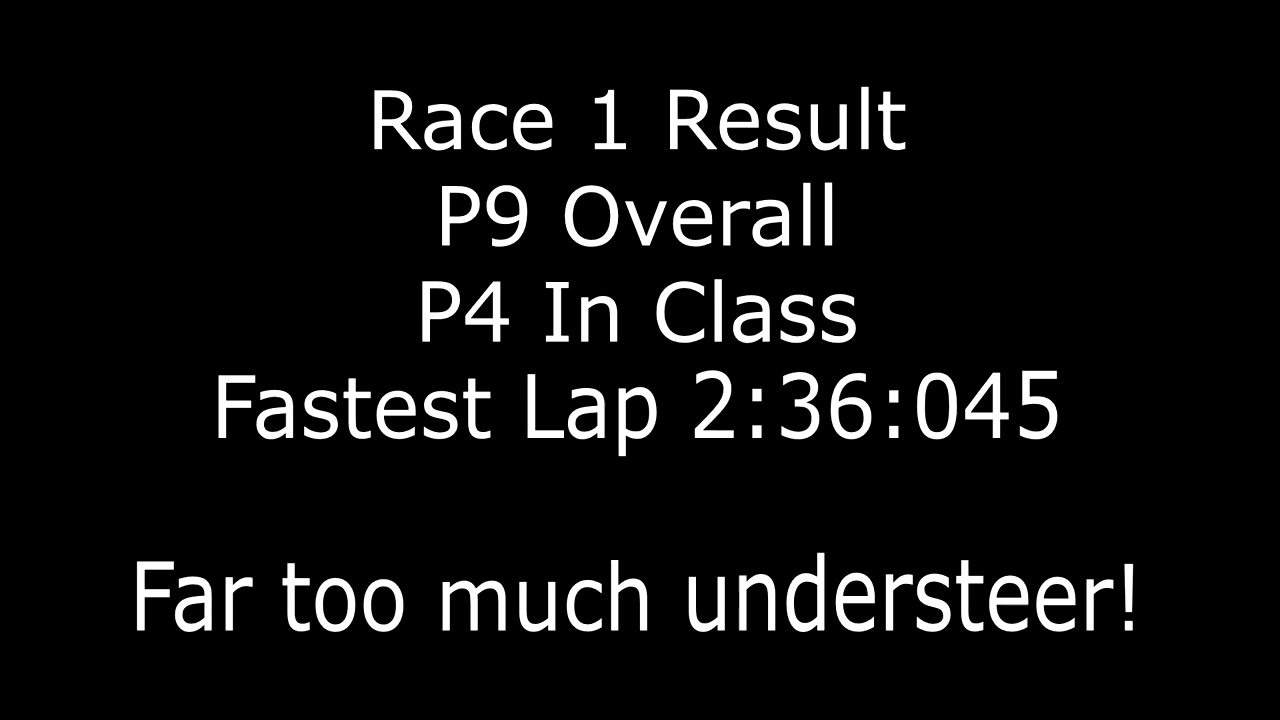 Race 1 Result
P9 Overall
P4 In Class
Fastest Lap 2:36:045
Far too much understeer!